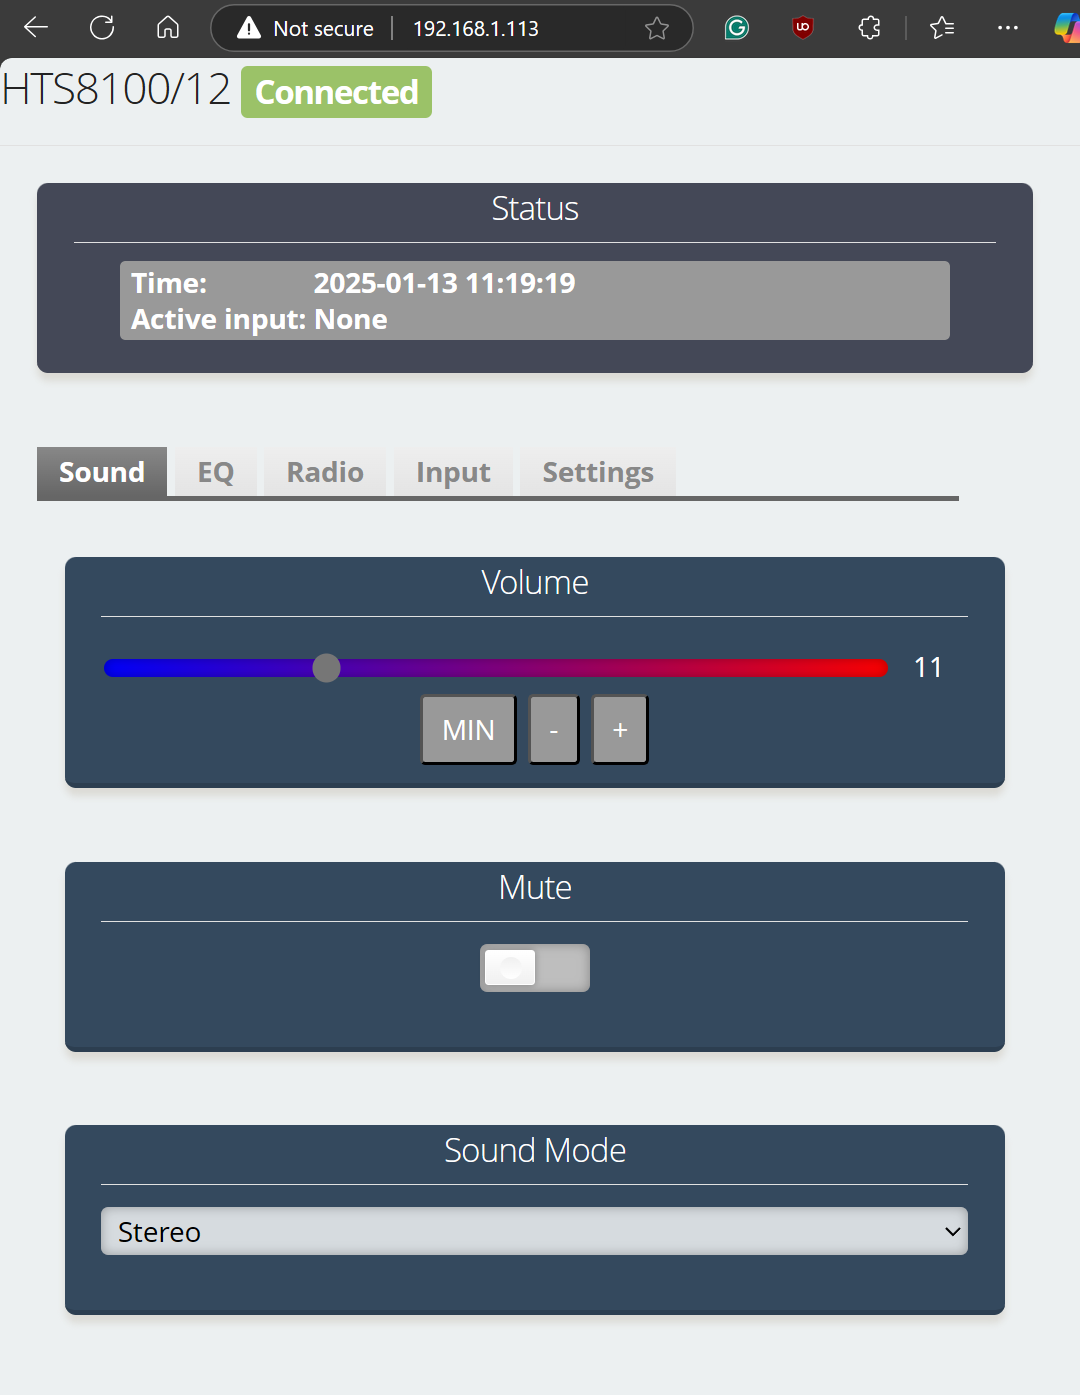 Not secure 192.168.1.113
HTS8100/12 Connected
Status
Time: 2025-01-13 11:19:19
Active input: None
Sound EQ Radio Input Settings
Volume
11
MIN - +
Mute
Sound Mode
Stereo